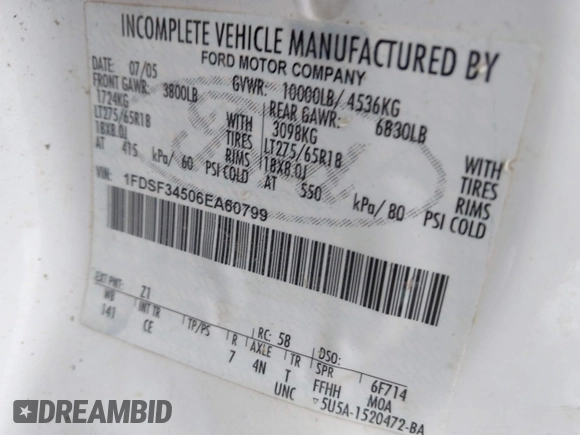 INCOMPLETE VEHICLE MANUFACTURED BY
FORD MOTOR COMPANY
DATE: 07/05 GVWR: 10000LB/ 4536KG
FRONT GAWR: 3800LB REAR GAWR: 6830LB
1724KG WITH 3098KG WITH
LT275/65R18 TIRES LT275/65R18 TIRES
18X8.0J RIMS 18X8.0J RIMS
AT 415 kPa/ 60 PSI COLD AT 550 kPa/ 80 PSI COLD
VIN: 1FDSF34506EA60799
EXT PNT: Z1 RC: 58 DSO:
WB INT TR TP/PS R AXLE TR SPR 6F714
141 CE 7 4N T FFHH M0A
UNC 5U5A-1520472-BA
DREAMBID